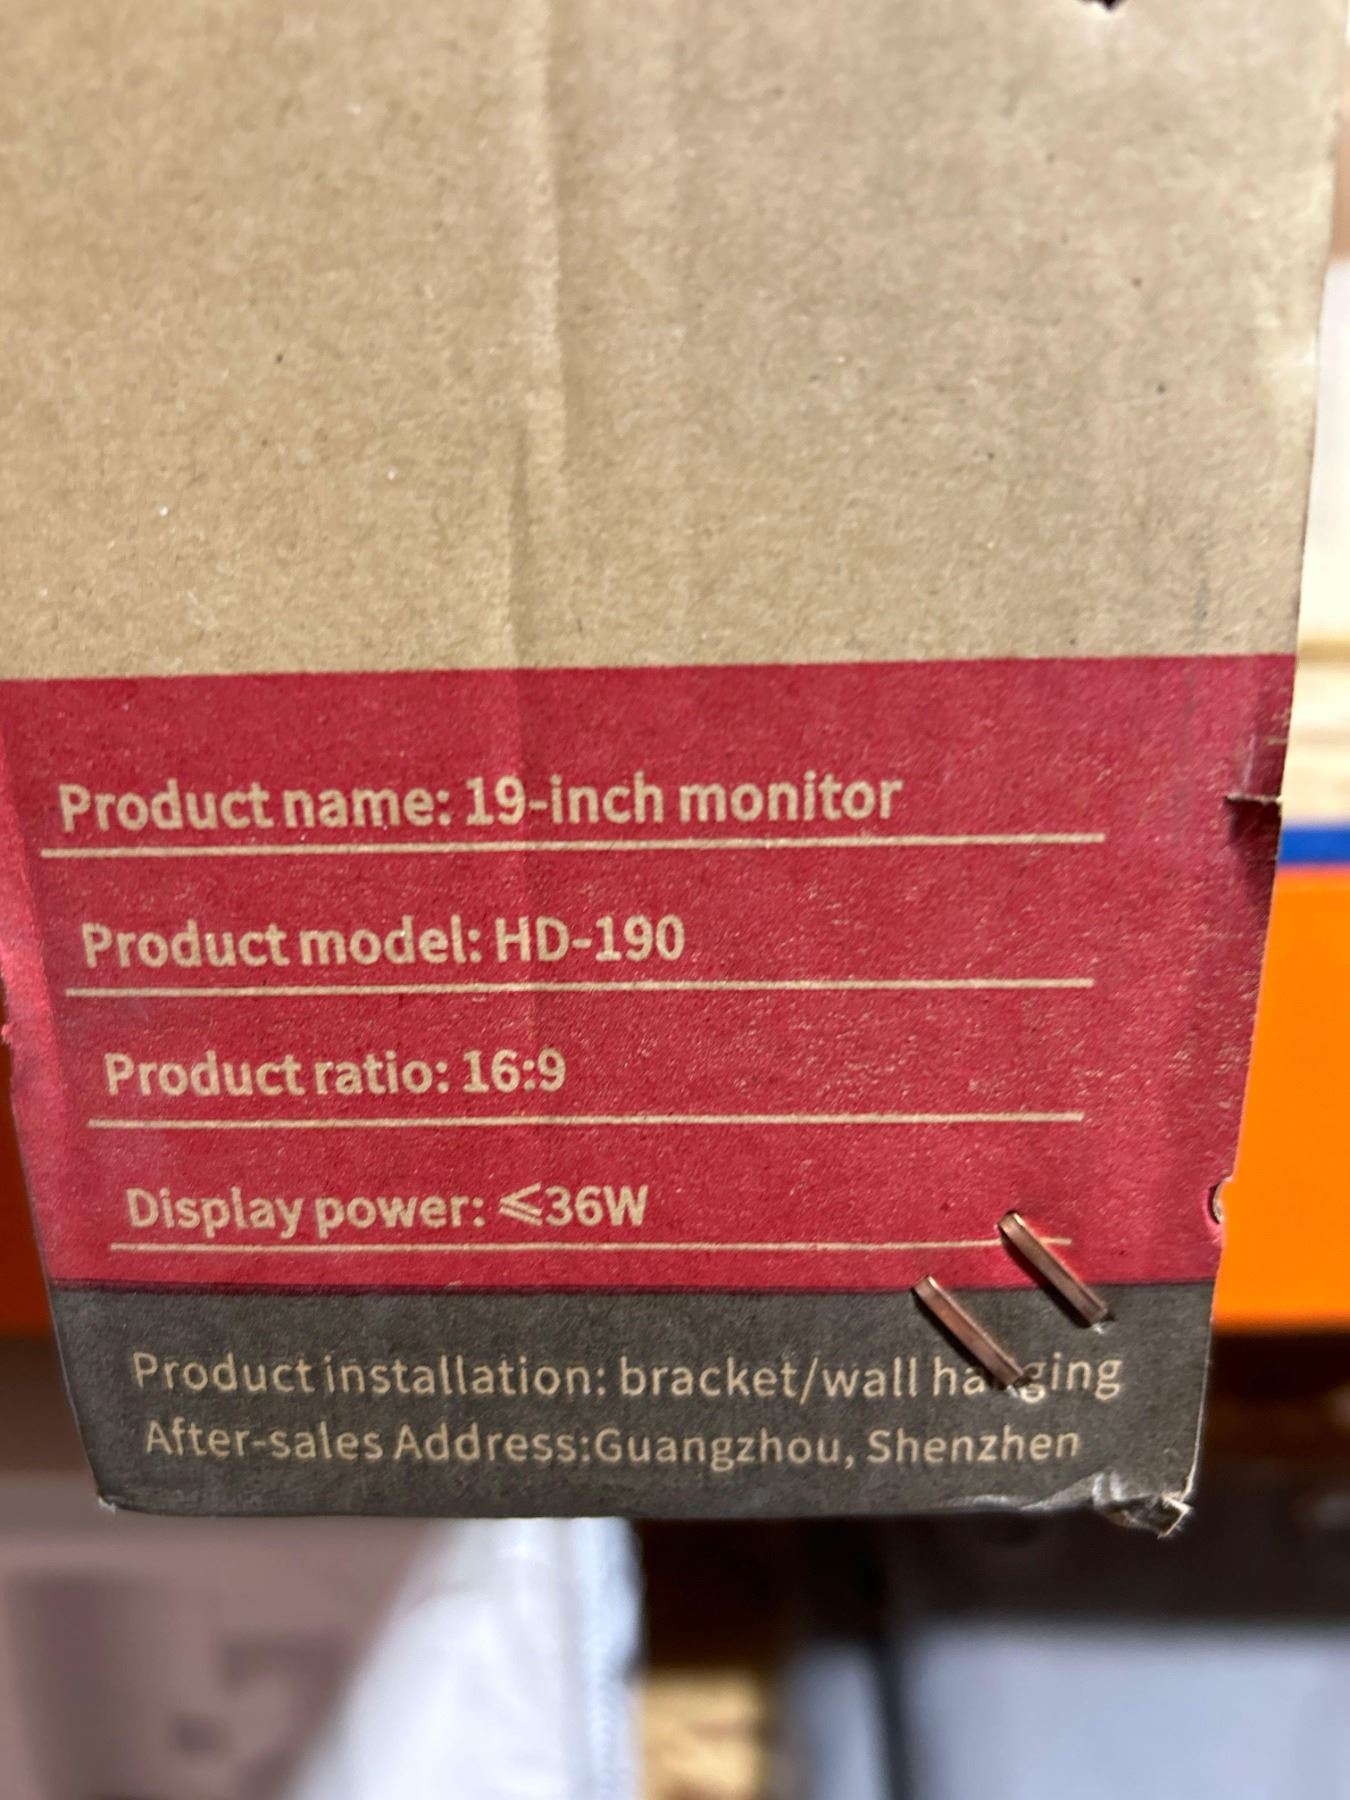 Product name: 19-inch monitor
Product model: HD-190
Product ratio: 16:9
Display power: ⩽36W
Product installation: bracket/wall hanging
After-sales Address:Guangzhou, Shenzhen